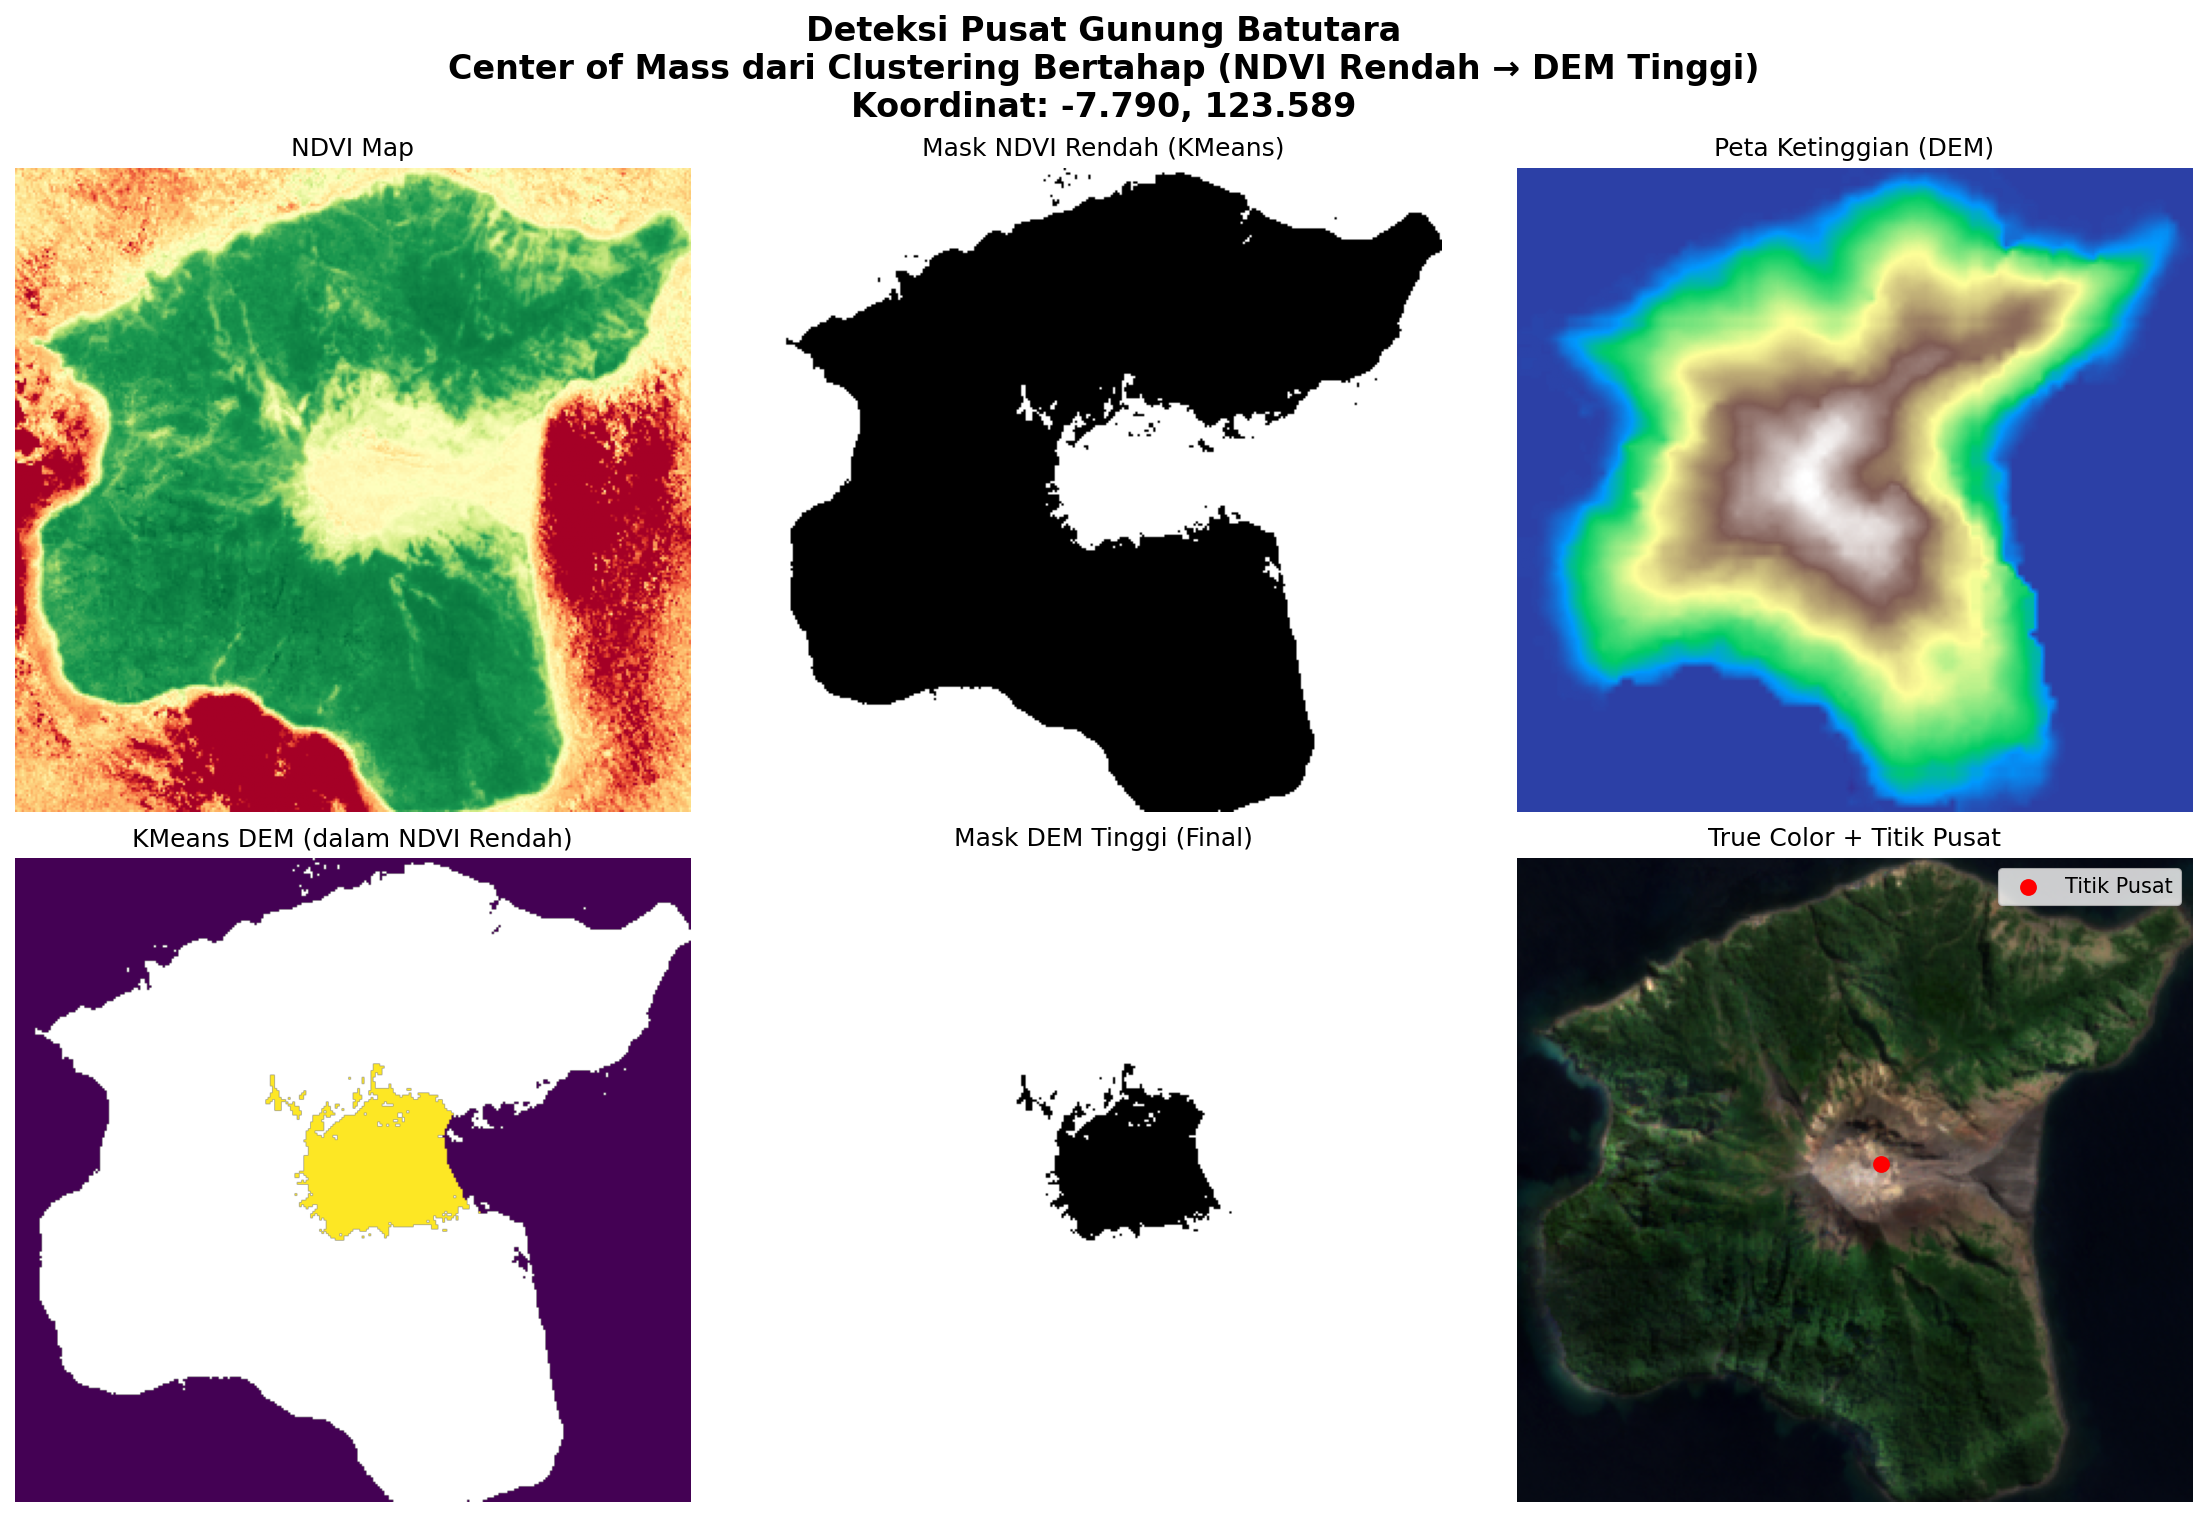 Deteksi Pusat Gunung Batutara
Center of Mass dari Clustering Bertahap (NDVI Rendah → DEM Tinggi)
Koordinat: -7.790, 123.589
NDVI Map
Mask NDVI Rendah (KMeans)
Peta Ketinggian (DEM)
KMeans DEM (dalam NDVI Rendah)
Mask DEM Tinggi (Final)
True Color + Titik Pusat
Titik Pusat